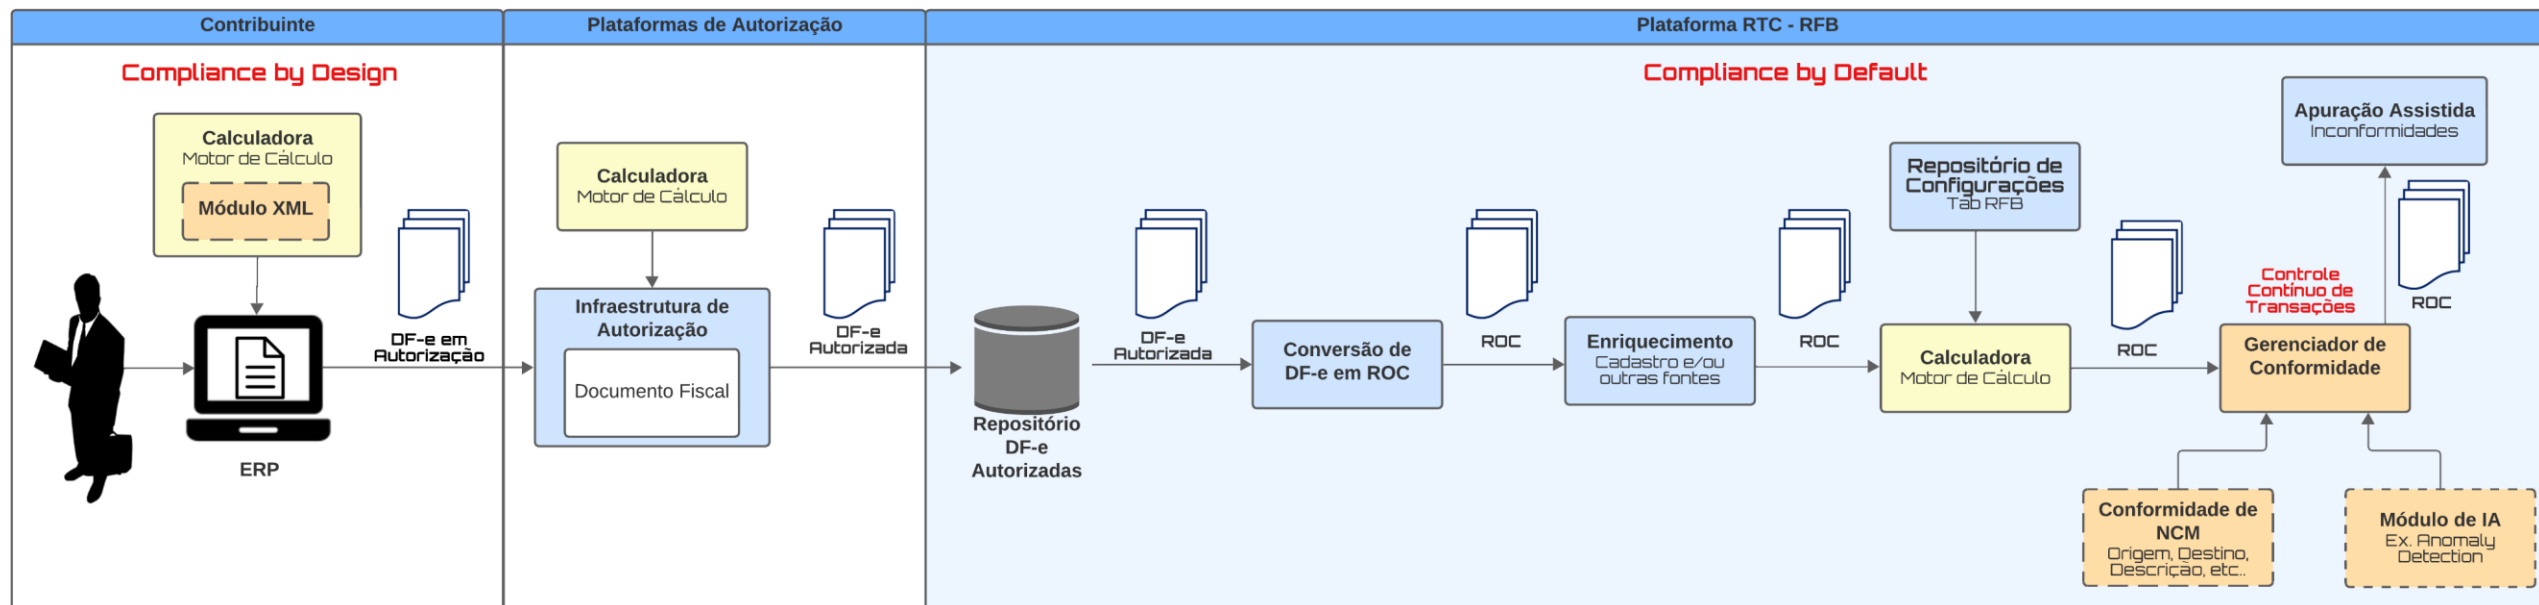 Contribuinte
Plataformas de Autorização
Plataforma RTC - RFB
Compliance by Design
Calculadora
Motor de Cálculo
Módulo XML
DF-e em
Autorização
ERP
Calculadora
Motor de Cálculo
Infraestrutura de
Autorização
Documento Fiscal
DF-e
Autorizada
Compliance by Default
Repositório
DF-e
Autorizadas
DF-e
Autorizada
Conversão de
DF-e em ROC
ROC
Enriquecimento
Cadastro e/ou
outras fontes
ROC
Repositório de
Configurações
Tab RFB
Calculadora
Motor de Cálculo
ROC
Controle
Contínuo de
Transações
Gerenciador de
Conformidade
ROC
Apuração Assistida
Inconformidades
Conformidade de
NCM
Origem, Destino,
Descrição, etc..
Módulo de IA
Ex. Anomaly
Detection